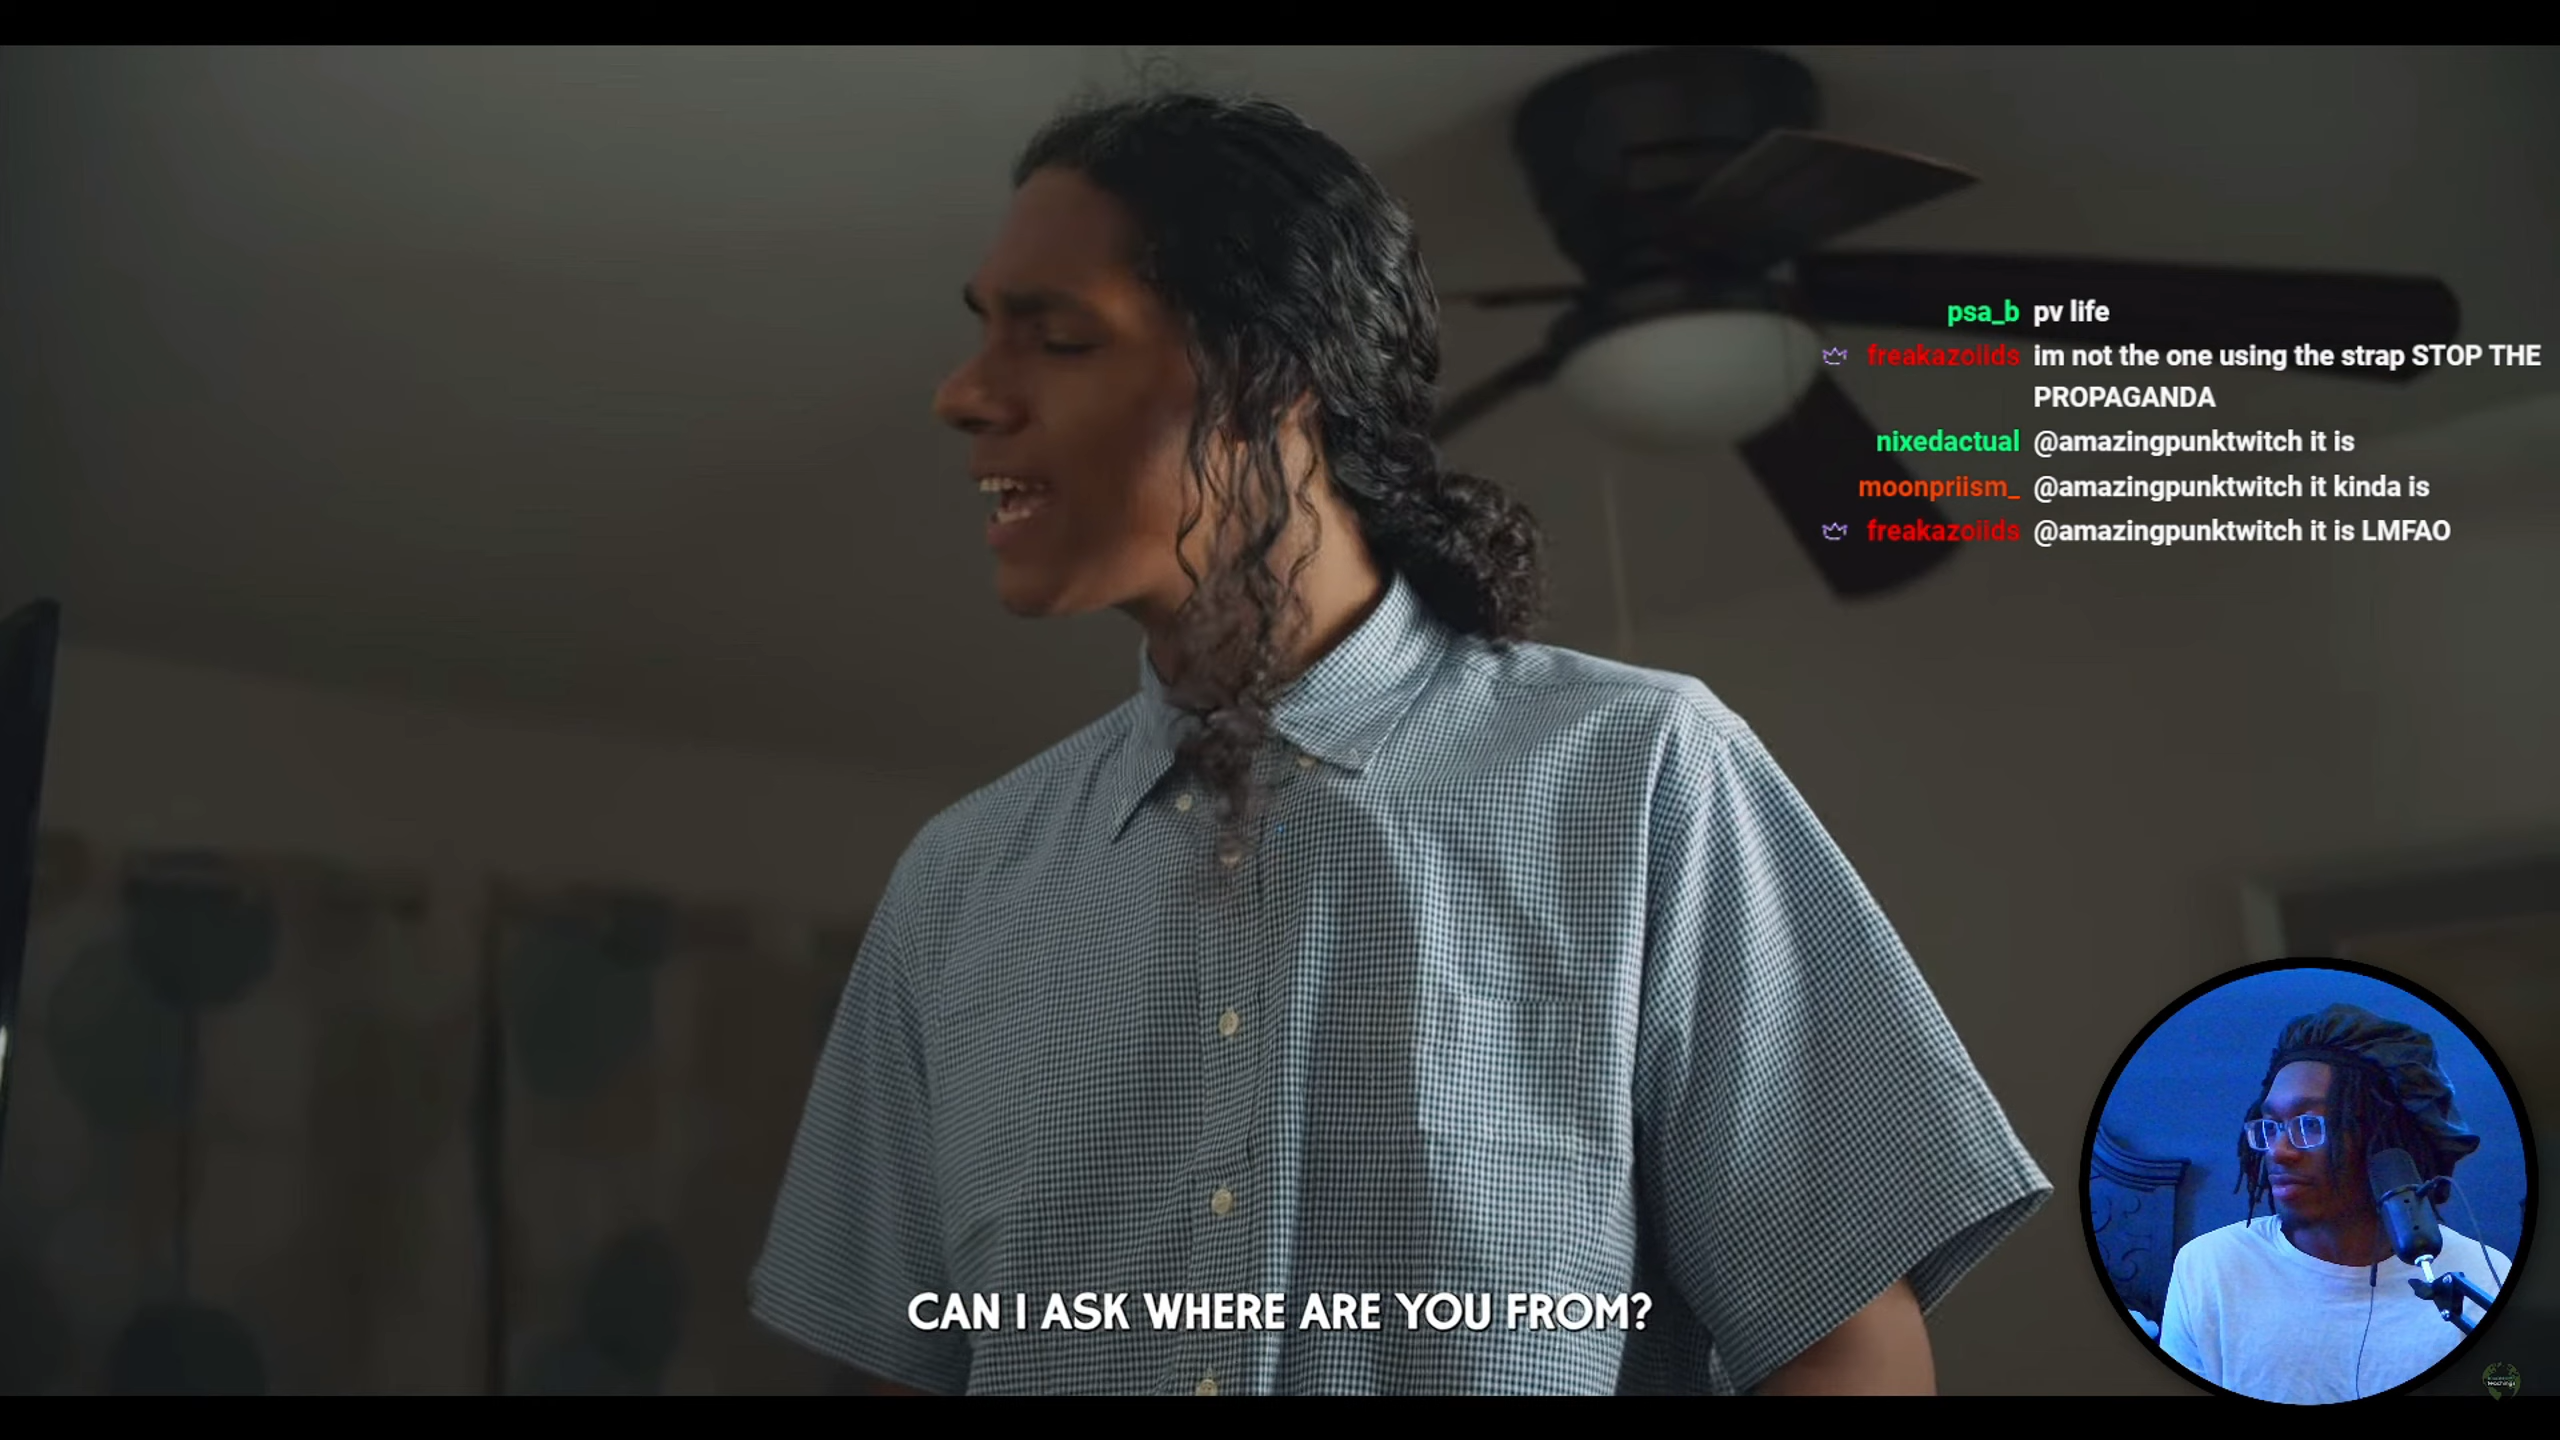 psa_b pv life
freakazoiids im not the one using the strap STOP THE
PROPAGANDA
nixedactual @amazingpunktwitch it is
moonpriism_ @amazingpunktwitch it kinda is
freakazoiids @amazingpunktwitch it is LMFAO
CAN I ASK WHERE ARE YOU FROM?